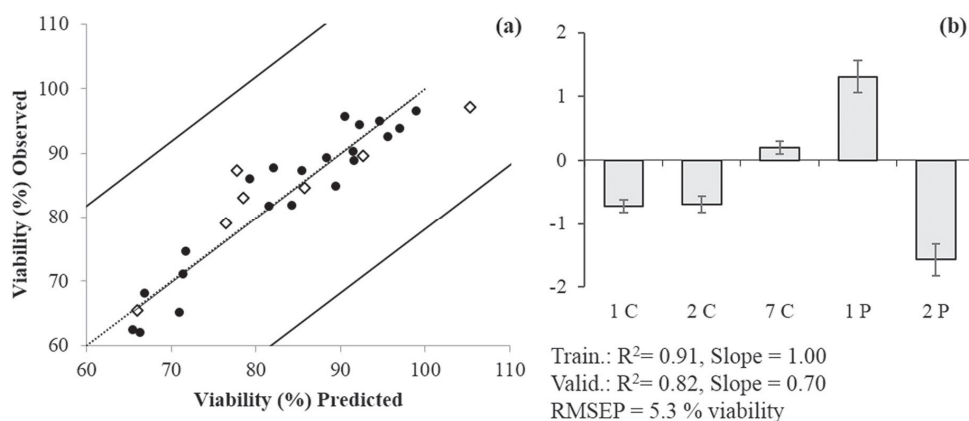 (a)
110
100
90
80
70
60
Viability (%) Observed
60 70 80 90 100 110
Viability (%) Predicted
(b)
2
1
0
-1
-2
1 C 2 C 7 C 1 P 2 P
Train.: R²= 0.91, Slope = 1.00
Valid.: R²= 0.82, Slope = 0.70
RMSEP = 5.3 % viability